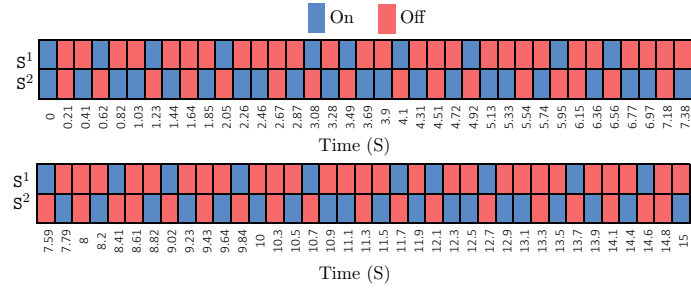 On Off
S1
S2
0 0.21 0.41 0.62 0.82 1.03 1.23 1.44 1.64 1.85 2.05 2.26 2.46 2.67 2.87 3.08 3.28 3.49 3.69 3.9 4.1 4.31 4.51 4.72 4.92 5.13 5.33 5.54 5.74 5.95 6.15 6.36 6.56 6.77 6.97 7.18 7.38
Time (S)
S1
S2
7.59 7.79 8 8.2 8.41 8.61 8.82 9.02 9.23 9.43 9.64 9.84 10 10.3 10.5 10.7 10.9 11.1 11.3 11.5 11.7 11.9 12.1 12.3 12.5 12.7 12.9 13.1 13.3 13.5 13.7 13.9 14.1 14.4 14.6 14.8 15
Time (S)